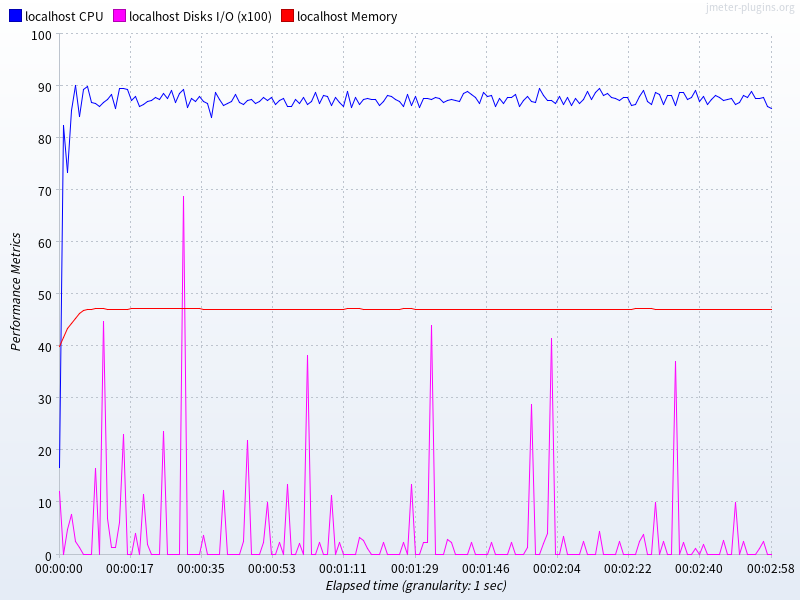 jmeter-plugins.org
localhost CPU localhost Disks I/O (x100) localhost Memory
100
90
80
70
60
50
40
30
20
10
0
Performance Metrics
00:00:00 00:00:17 00:00:35 00:00:53 00:01:11 00:01:29 00:01:46 00:02:04 00:02:22 00:02:40 00:02:58
Elapsed time (granularity: 1 sec)